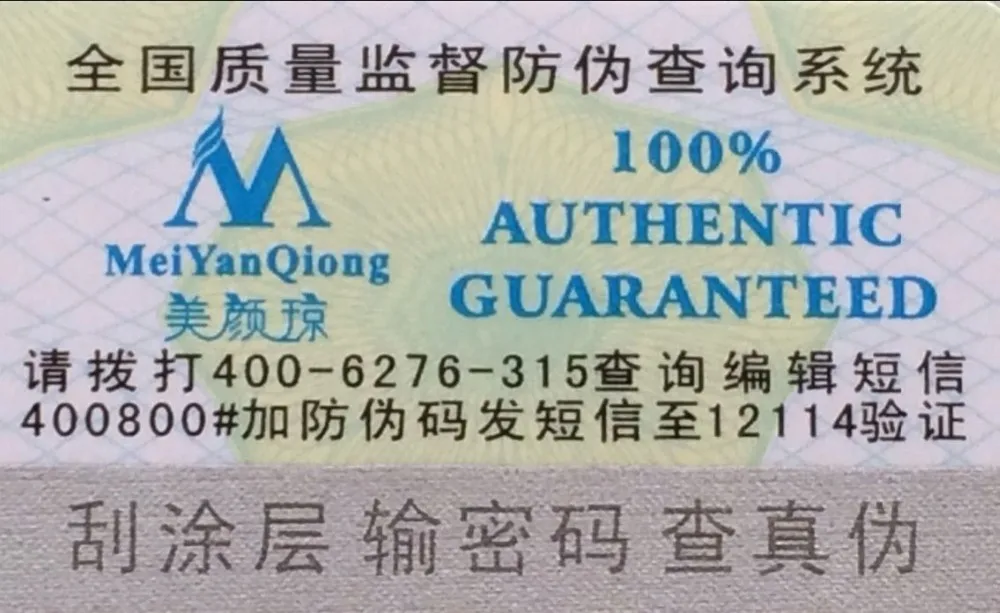 全国质量监督防伪查询系统
MeiYanQiong
美颜琼
100%
AUTHENTIC
GUARANTEED
请拨打400-6276-315查询编辑短信
400800#加防伪码发短信至12114验证
刮涂层 输密码 查真伪